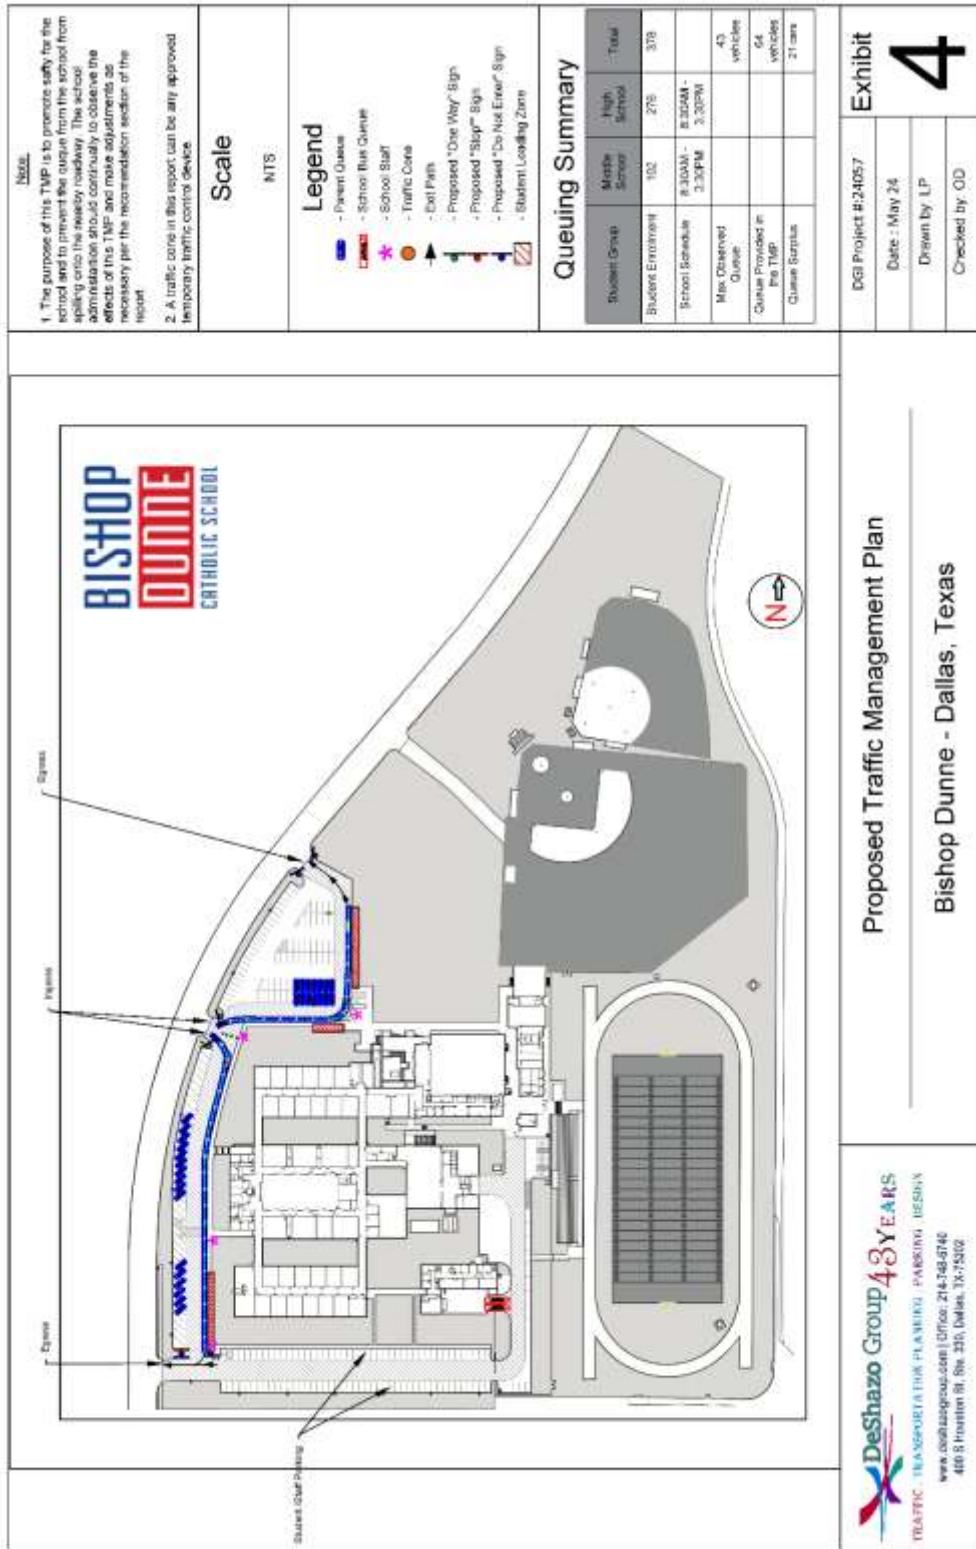 Note:
1. The purpose of this TMP is to promote safty for the
school and to prevent the queue from the school from
spilling onto the nearby roadway. The school
administration should continually to observe the
effects of this TMP and make adjustments as
necessary per the recomendation section of the
report
2. A traffic cone in this report can be any approved
temporary traffic control device.
Scale
NTS
Legend
- Parent Queue
- School Bus Queue
- School Staff
- Traffic Cone
- Exit Path
- Proposed "One Way" Sign
- Proposed "Stop" Sign
- Proposed "Do Not Enter" Sign
- Student Loading Zone
Queuing Summary
Student Group Middle School High School Total
Student Enrollment 102 276 378
School Schedule 8:30AM - 3:30PM 8:30AM - 3:30PM
Max Observed Queue 43 vehicles
Queue Provided in the TMP 64 vehicles
Queue Surplus 21 cars
DGI Project #:24057
Date : May 24
Drawn by: LP
Checked by: OD
Exhibit
4
BISHOP
DUNNE
CATHOLIC SCHOOL
Egress
Ingress
Egress
Student /Staff Parking
N
Proposed Traffic Management Plan
Bishop Dunne - Dallas, Texas
DeShazo Group 43 YEARS
TRAFFIC . TRANSPORTATION PLANNING . PARKING . DESIGN
www.deshazogroup.com | Office: 214-748-6740
400 S Houston St, Ste. 330, Dallas, TX-75202